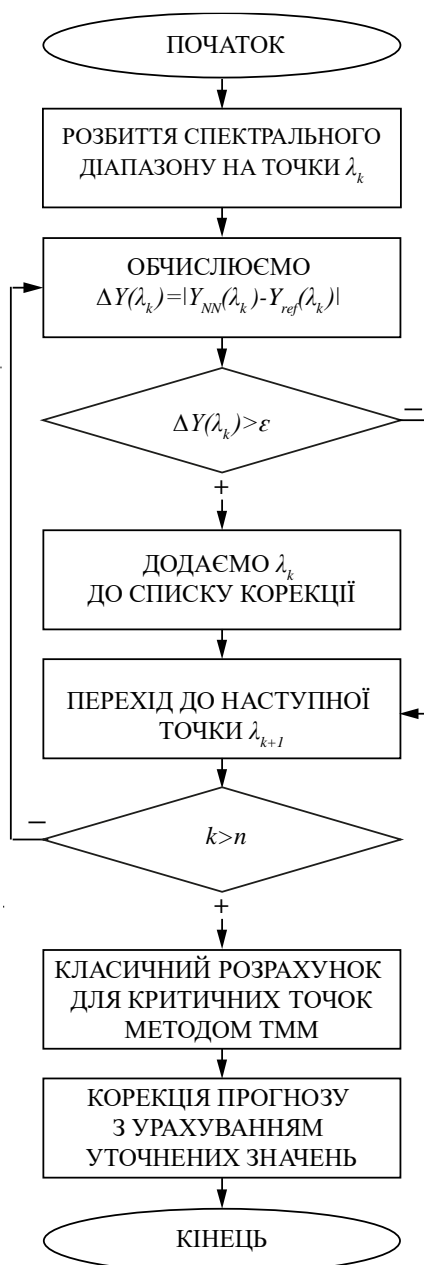 ПОЧАТОК
РОЗБИТТЯ СПЕКТРАЛЬНОГО
ДІАПАЗОНУ НА ТОЧКИ λk
ОБЧИСЛЮЄМО
ΔY(λk)=|YNN(λk)-Yref(λk)|
ΔY(λk)>ε
−
+
ДОДАЄМО λk
ДО СПИСКУ КОРЕКЦІЇ
ПЕРЕХІД ДО НАСТУПНОЇ
ТОЧКИ λk+1
−
k>n
+
КЛАСИЧНИЙ РОЗРАХУНОК
ДЛЯ КРИТИЧНИХ ТОЧОК
МЕТОДОМ ТММ
КОРЕКЦІЯ ПРОГНОЗУ
З УРАХУВАННЯМ
УТОЧНЕНИХ ЗНАЧЕНЬ
КІНЕЦЬ